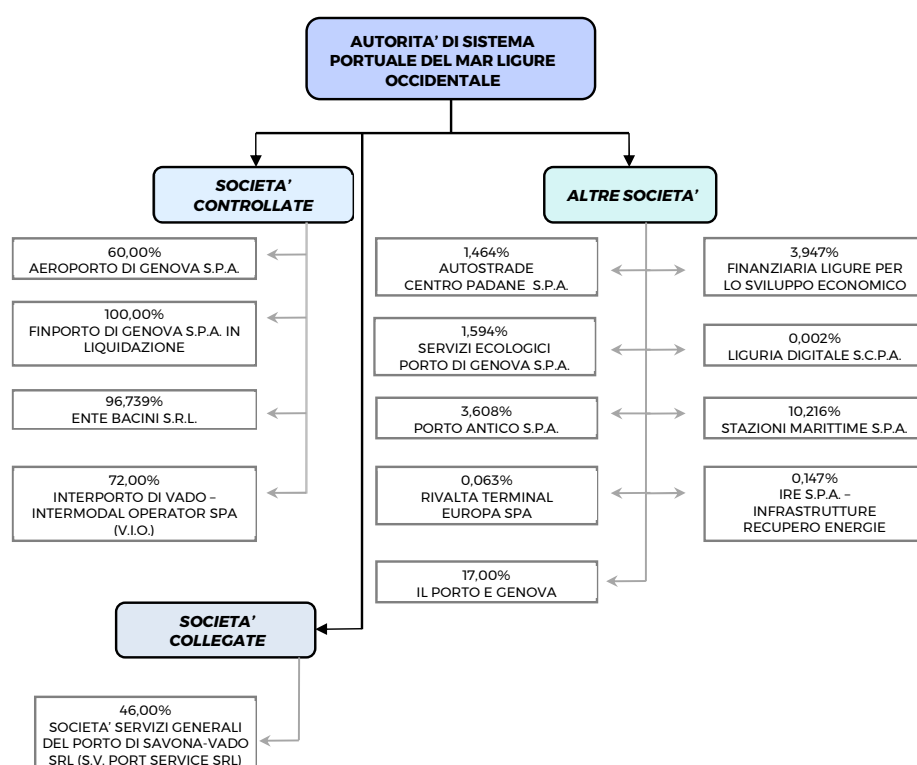 AUTORITA’ DI SISTEMA
PORTUALE DEL MAR LIGURE
OCCIDENTALE
SOCIETA’
CONTROLLATE
60,00%
AEROPORTO DI GENOVA S.P.A.
100,00%
FINPORTO DI GENOVA S.P.A. IN
LIQUIDAZIONE
96,739%
ENTE BACINI S.R.L.
72,00%
INTERPORTO DI VADO –
INTERMODAL OPERATOR SPA
(V.I.O.)
ALTRE SOCIETA’
1,464%
AUTOSTRADE
CENTRO PADANE S.P.A.
3,947%
FINANZIARIA LIGURE PER
LO SVILUPPO ECONOMICO
1,594%
SERVIZI ECOLOGICI
PORTO DI GENOVA S.P.A.
0,002%
LIGURIA DIGITALE S.C.P.A.
3,608%
PORTO ANTICO S.P.A.
10,216%
STAZIONI MARITTIME S.P.A.
0,063%
RIVALTA TERMINAL
EUROPA SPA
0,147%
IRE S.P.A. –
INFRASTRUTTURE
RECUPERO ENERGIE
17,00%
IL PORTO E GENOVA
SOCIETA’
COLLEGATE
46,00%
SOCIETA’ SERVIZI GENERALI
DEL PORTO DI SAVONA-VADO
SRL (S.V. PORT SERVICE SRL)